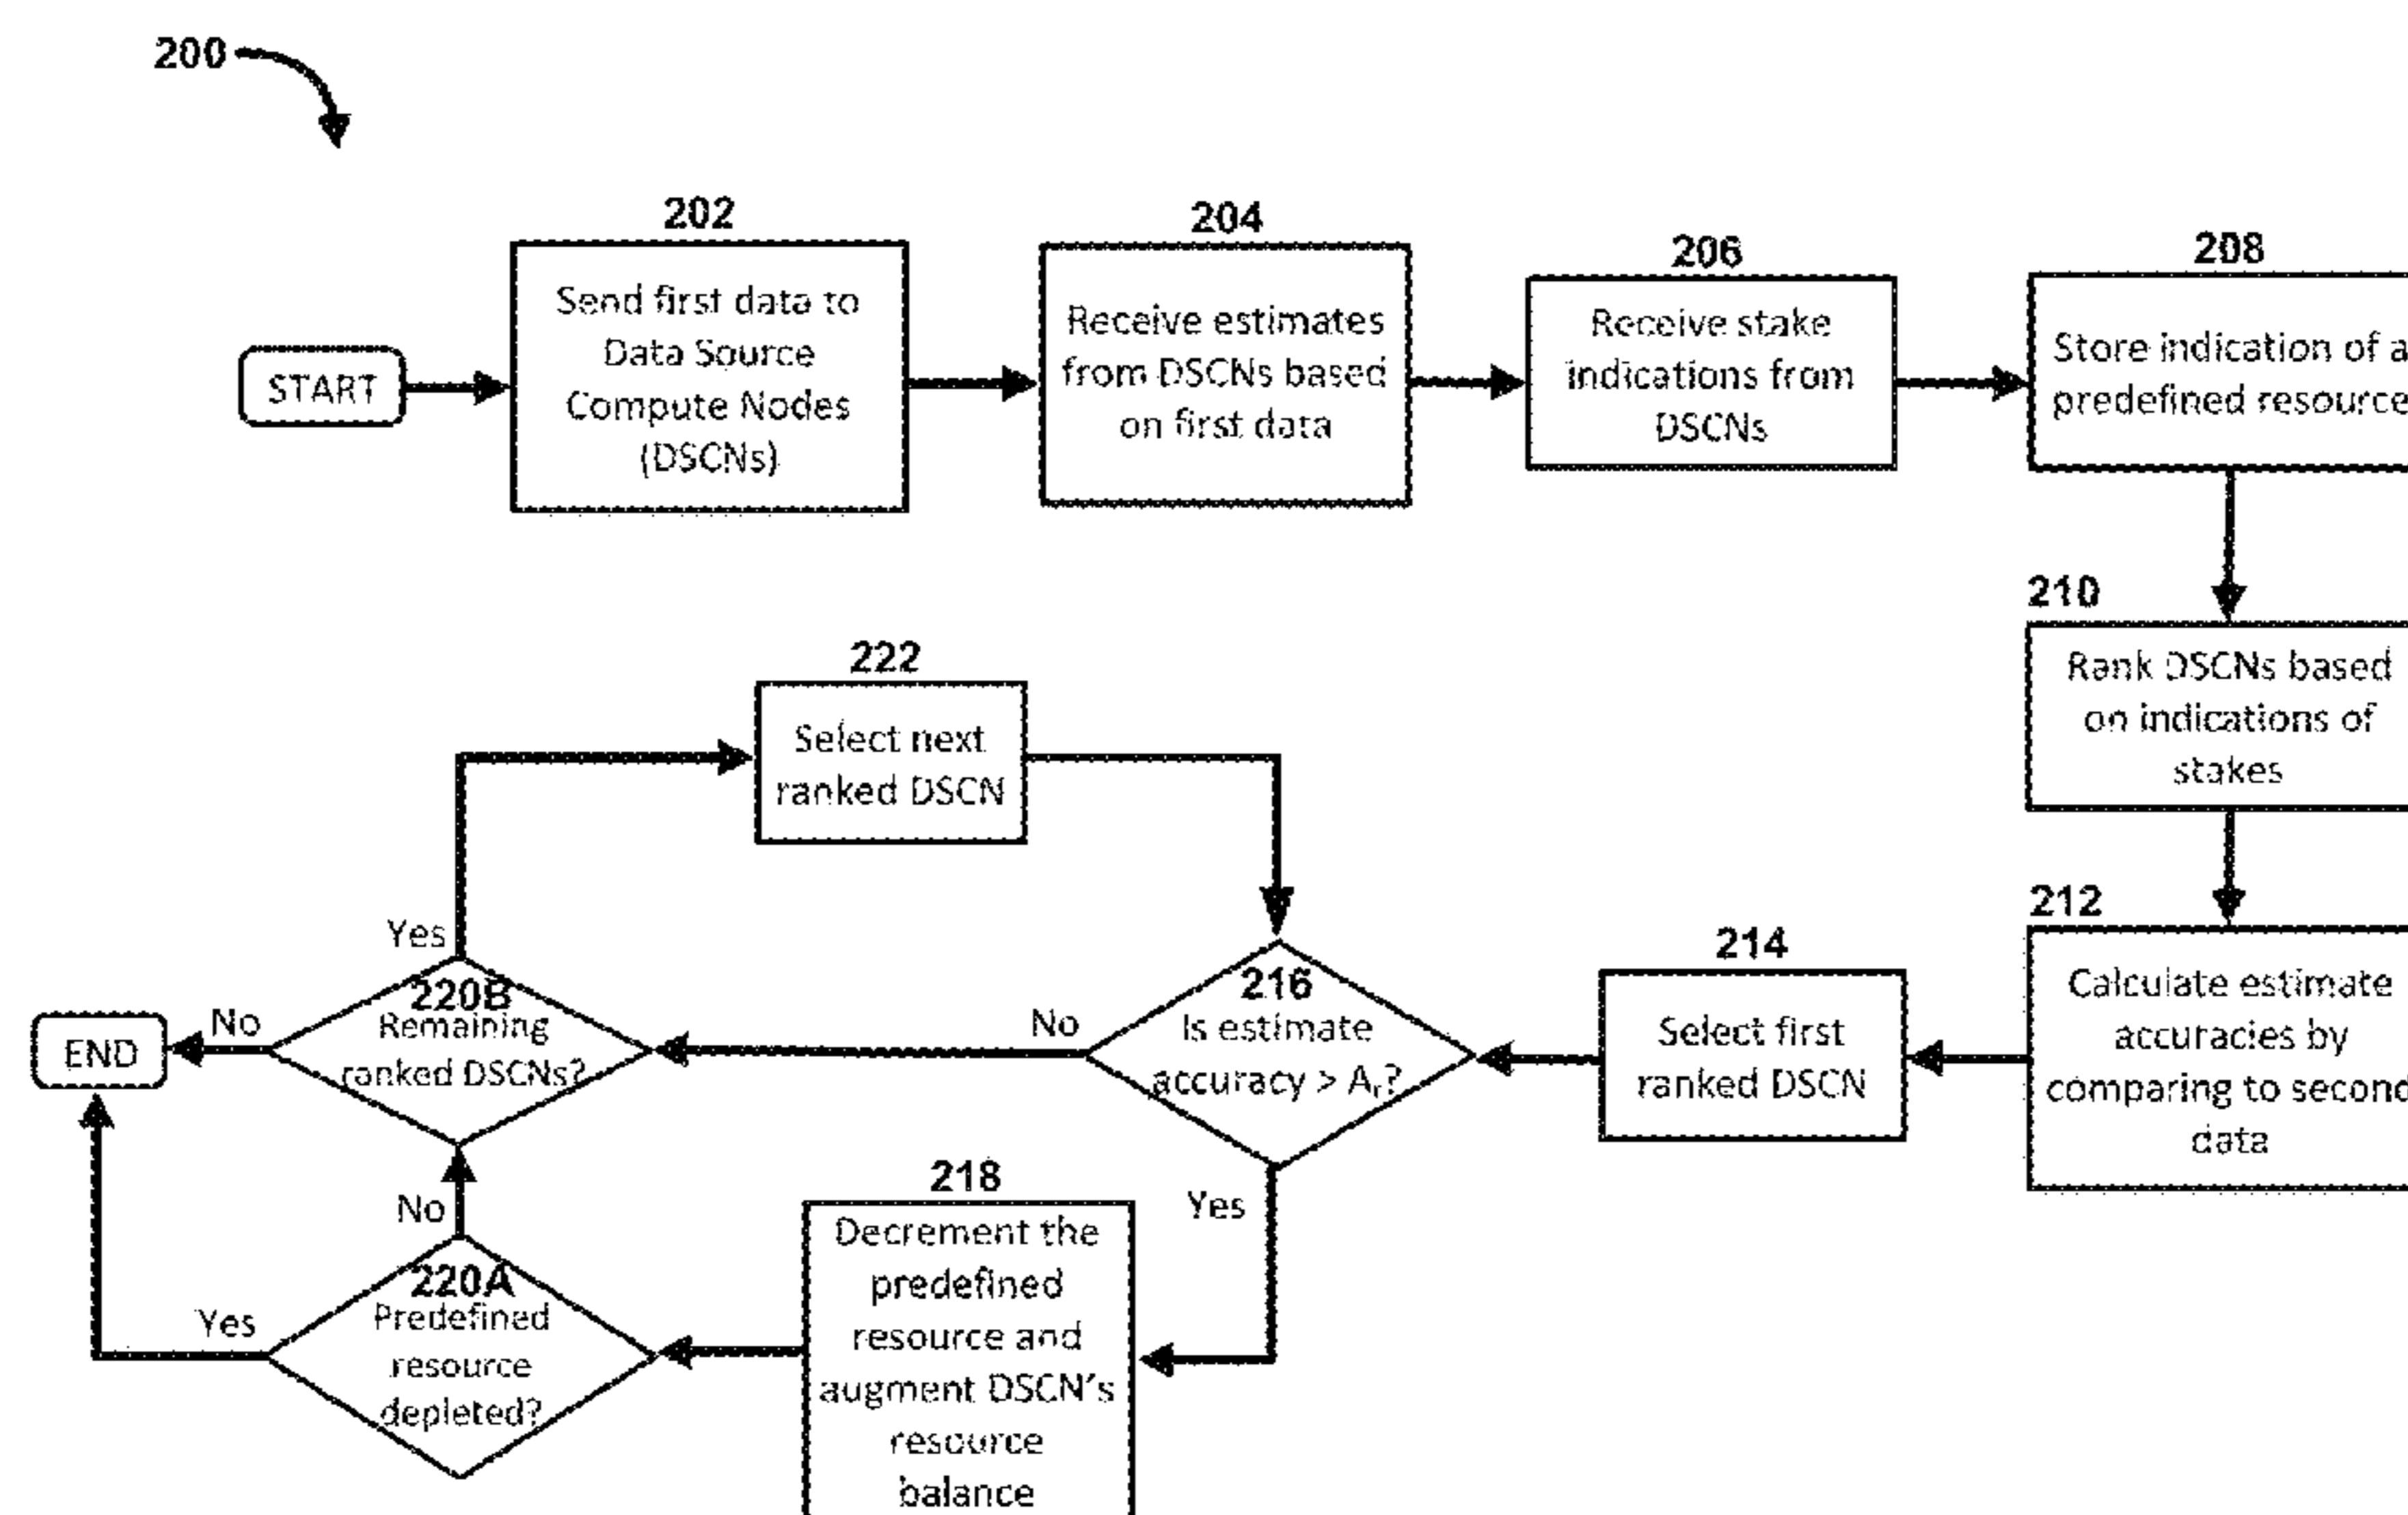 200
202
Send first data to
Data Source
Compute Nodes
(DSCNs)
204
Receive estimates
from DSCNs based
on first data
206
Receive stake
indications from
DSCNs
208
Store indication of a
predefined resource
START
210
Rank DSCNs based
on indications of
stakes
222
Select next
ranked DSCN
212
Calculate estimate
accuracies by
comparing to second
data
214
Select first
ranked DSCN
216
Is estimate
accuracy > Aᵣ?
No
Yes
220B
Remaining
ranked DSCNs?
Yes
No
END
218
Decrement the
predefined
resource and
augment DSCN's
resource
balance
220A
Predefined
resource
depleted?
No
Yes